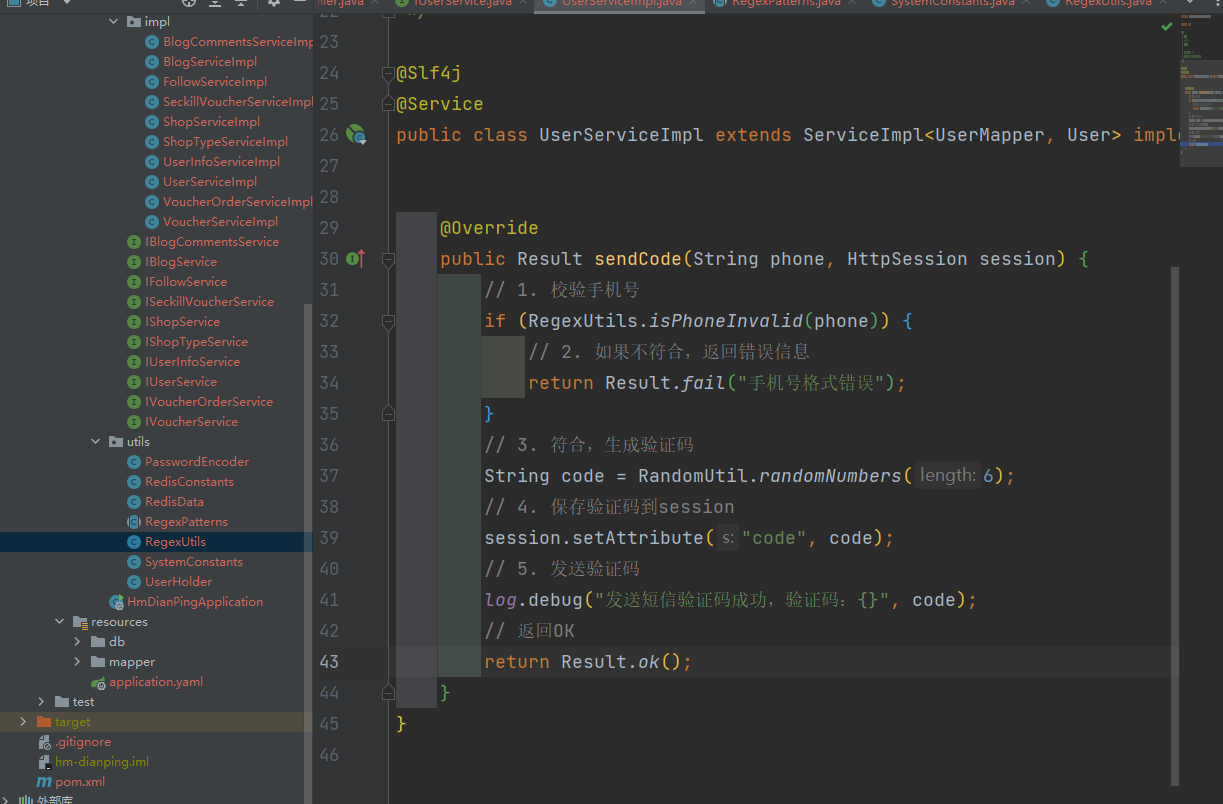 项目
impl
BlogCommentsServiceImp
BlogServiceImpl
FollowServiceImpl
SeckillVoucherServiceImpl
ShopServiceImpl
ShopTypeServiceImpl
UserInfoServiceImpl
UserServiceImpl
VoucherOrderServiceImpl
VoucherServiceImpl
IBlogCommentsService
IBlogService
IFollowService
ISeckillVoucherService
IShopService
IShopTypeService
IUserInfoService
IUserService
IVoucherOrderService
IVoucherService
utils
PasswordEncoder
RedisConstants
RedisData
RegexPatterns
RegexUtils
SystemConstants
UserHolder
HmDianPingApplication
resources
db
mapper
application.yaml
test
target
.gitignore
hm-dianping.iml
pom.xml
外部库
IUserService.java UserServiceImpl.java RegexPatterns.java SystemConstants.java RegexUtils.java
22
23
24 @Slf4j
25 @Service
26 public class UserServiceImpl extends ServiceImpl<UserMapper, User> impl
27
28
29 @Override
30 public Result sendCode(String phone, HttpSession session) {
31 // 1. 校验手机号
32 if (RegexUtils.isPhoneInvalid(phone)) {
33 // 2. 如果不符合，返回错误信息
34 return Result.fail("手机号格式错误");
35 }
36 // 3. 符合，生成验证码
37 String code = RandomUtil.randomNumbers( length: 6);
38 // 4. 保存验证码到session
39 session.setAttribute( s: "code", code);
40 // 5. 发送验证码
41 log.debug("发送短信验证码成功，验证码：{}", code);
42 // 返回OK
43 return Result.ok();
44 }
45 }
46